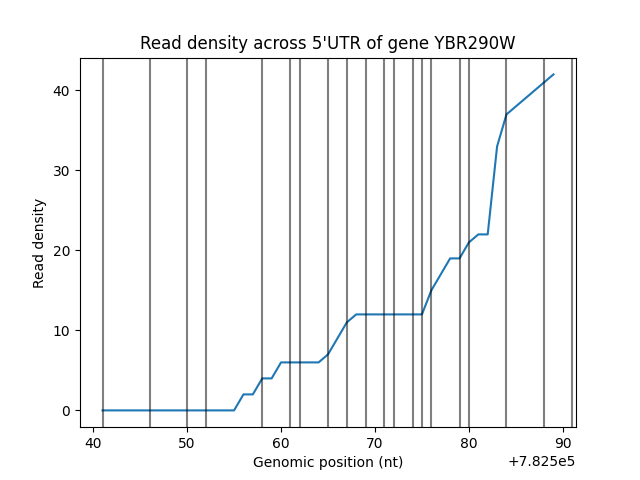 Read density across 5'UTR of gene YBR290W
40
30
20
10
0
Read density
40 50 60 70 80 90
Genomic position (nt)
+7.825e5